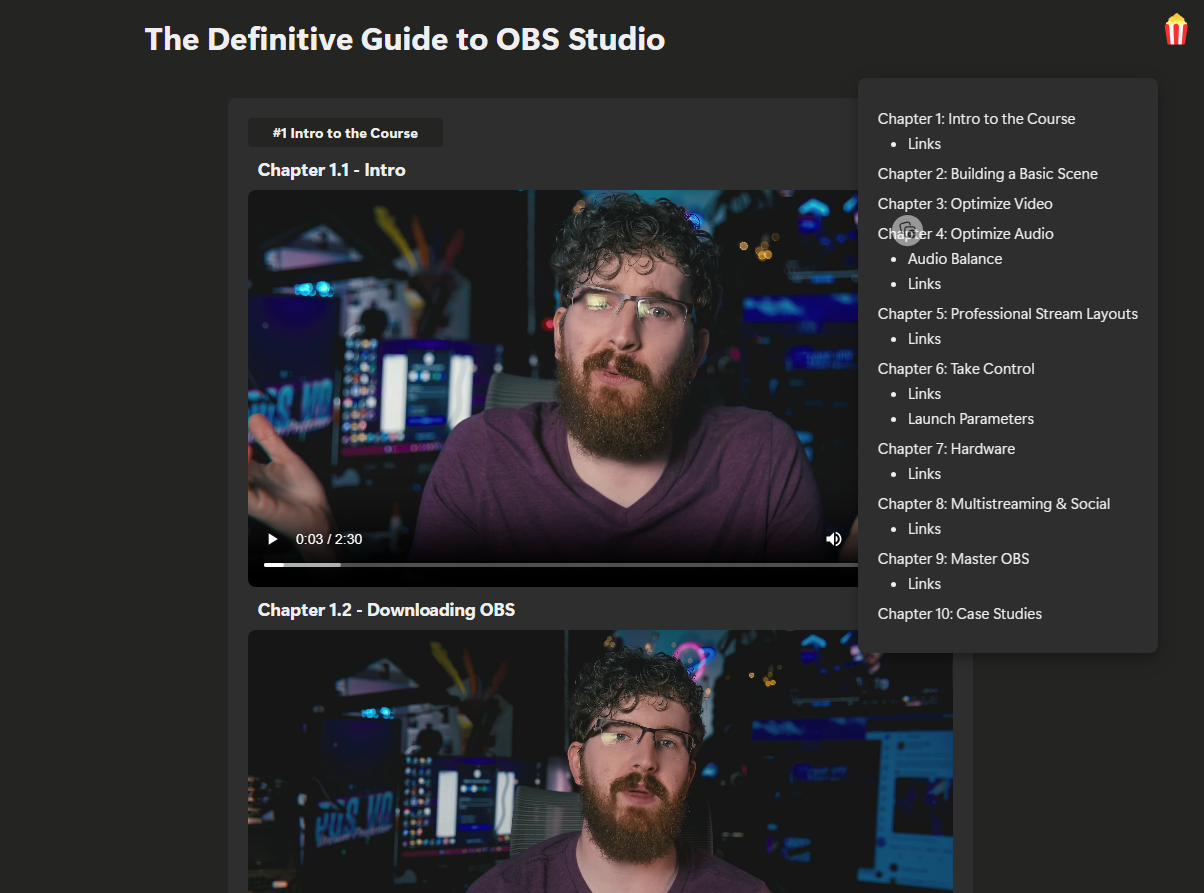 The Definitive Guide to OBS Studio
#1 Intro to the Course
Chapter 1.1 - Intro
0:03 / 2:30
Chapter 1.2 - Downloading OBS
Chapter 1: Intro to the Course
Links
Chapter 2: Building a Basic Scene
Chapter 3: Optimize Video
Chapter 4: Optimize Audio
Audio Balance
Links
Chapter 5: Professional Stream Layouts
Links
Chapter 6: Take Control
Links
Launch Parameters
Chapter 7: Hardware
Links
Chapter 8: Multistreaming & Social
Links
Chapter 9: Master OBS
Links
Chapter 10: Case Studies